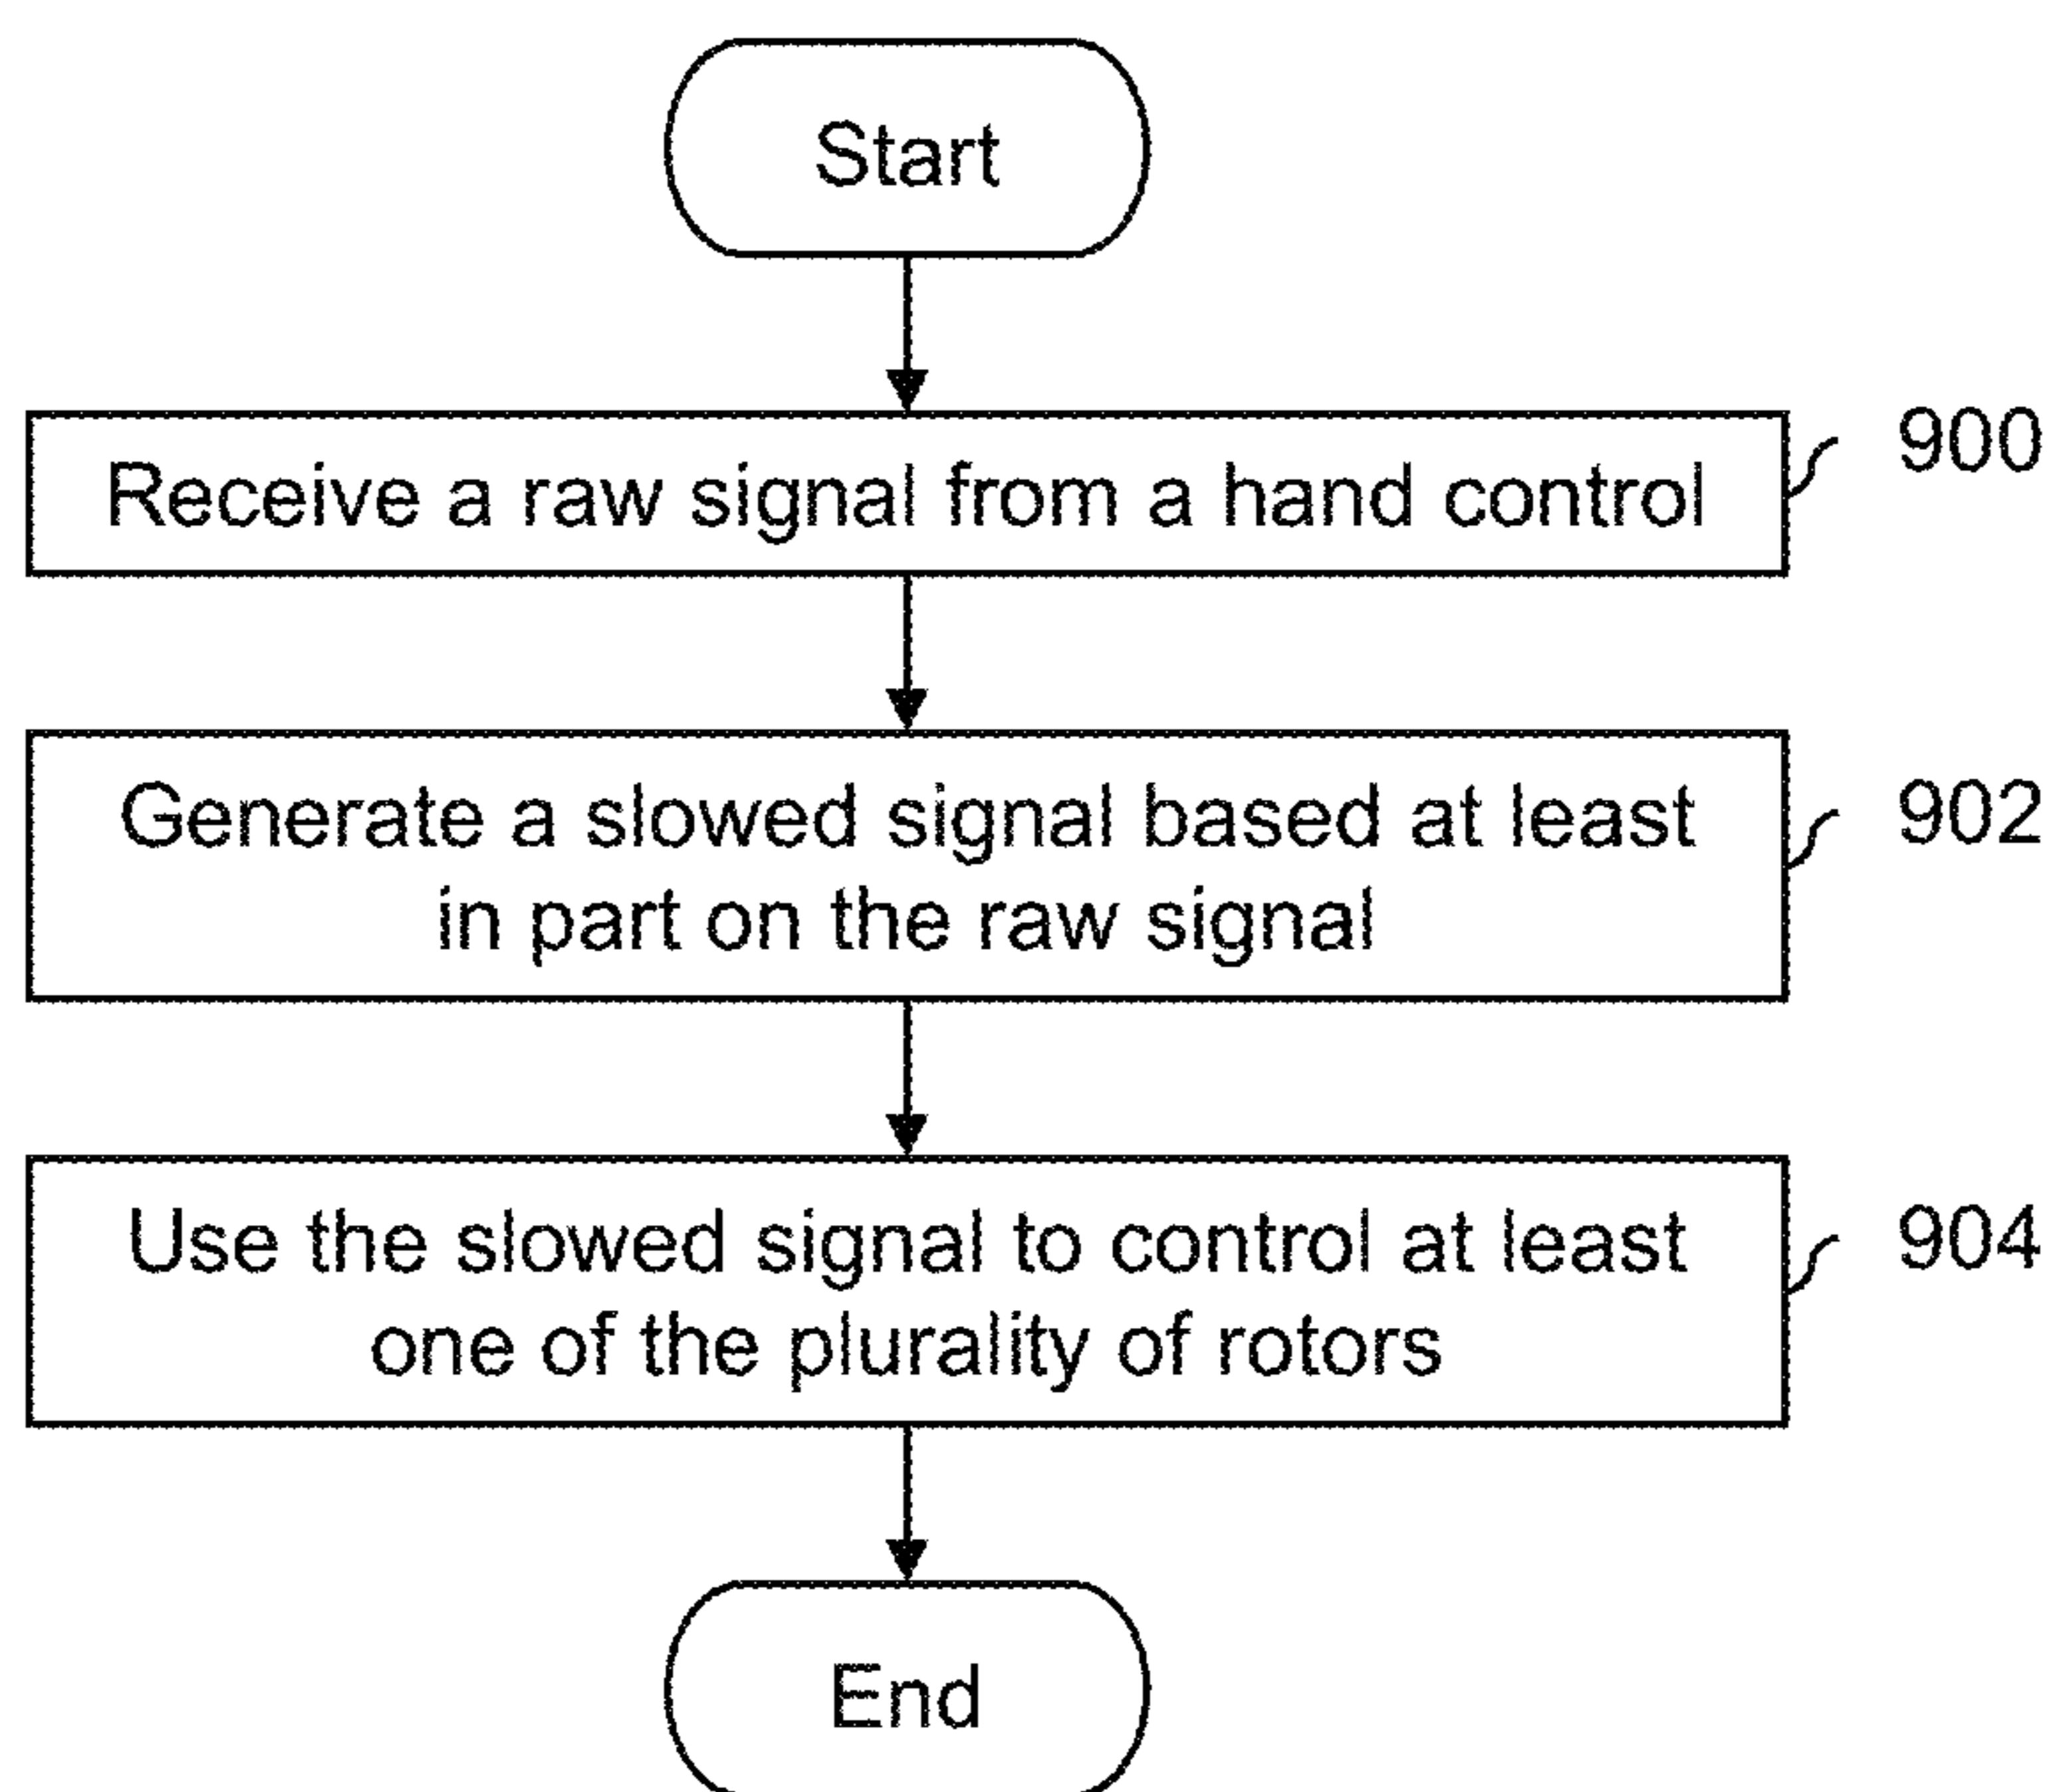 Start
Receive a raw signal from a hand control
900
Generate a slowed signal based at least
in part on the raw signal
902
Use the slowed signal to control at least
one of the plurality of rotors
904
End